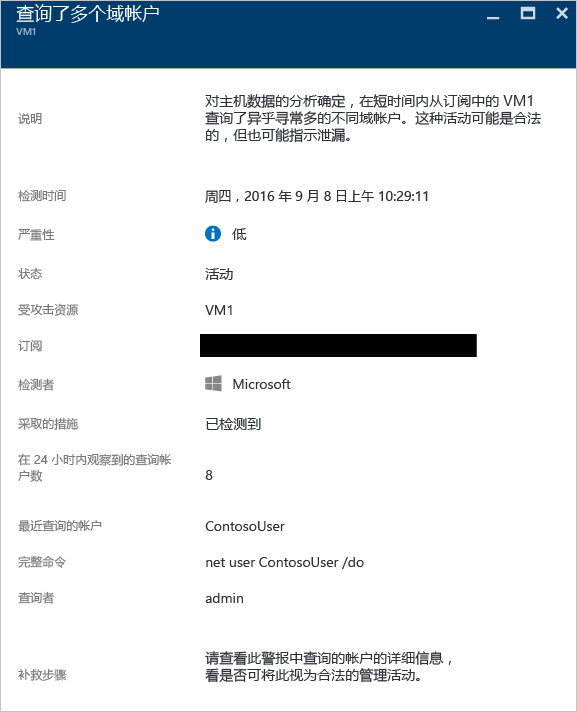 查询了多个域帐户
VM1
说明
对主机数据的分析确定，在短时间内从订阅中的 VM1
查询了异乎寻常多的不同域帐户。这种活动可能是合法
的，但也可能指示泄漏。
检测时间
周四，2016 年 9 月 8 日上午 10:29:11
严重性
低
状态
活动
受攻击资源
VM1
订阅
检测者
Microsoft
采取的措施
已检测到
在 24 小时内观察到的查询帐
户数
8
最近查询的帐户
ContosoUser
完整命令
net user ContosoUser /do
查询者
admin
补救步骤
请查看此警报中查询的帐户的详细信息，
看是否可将此视为合法的管理活动。